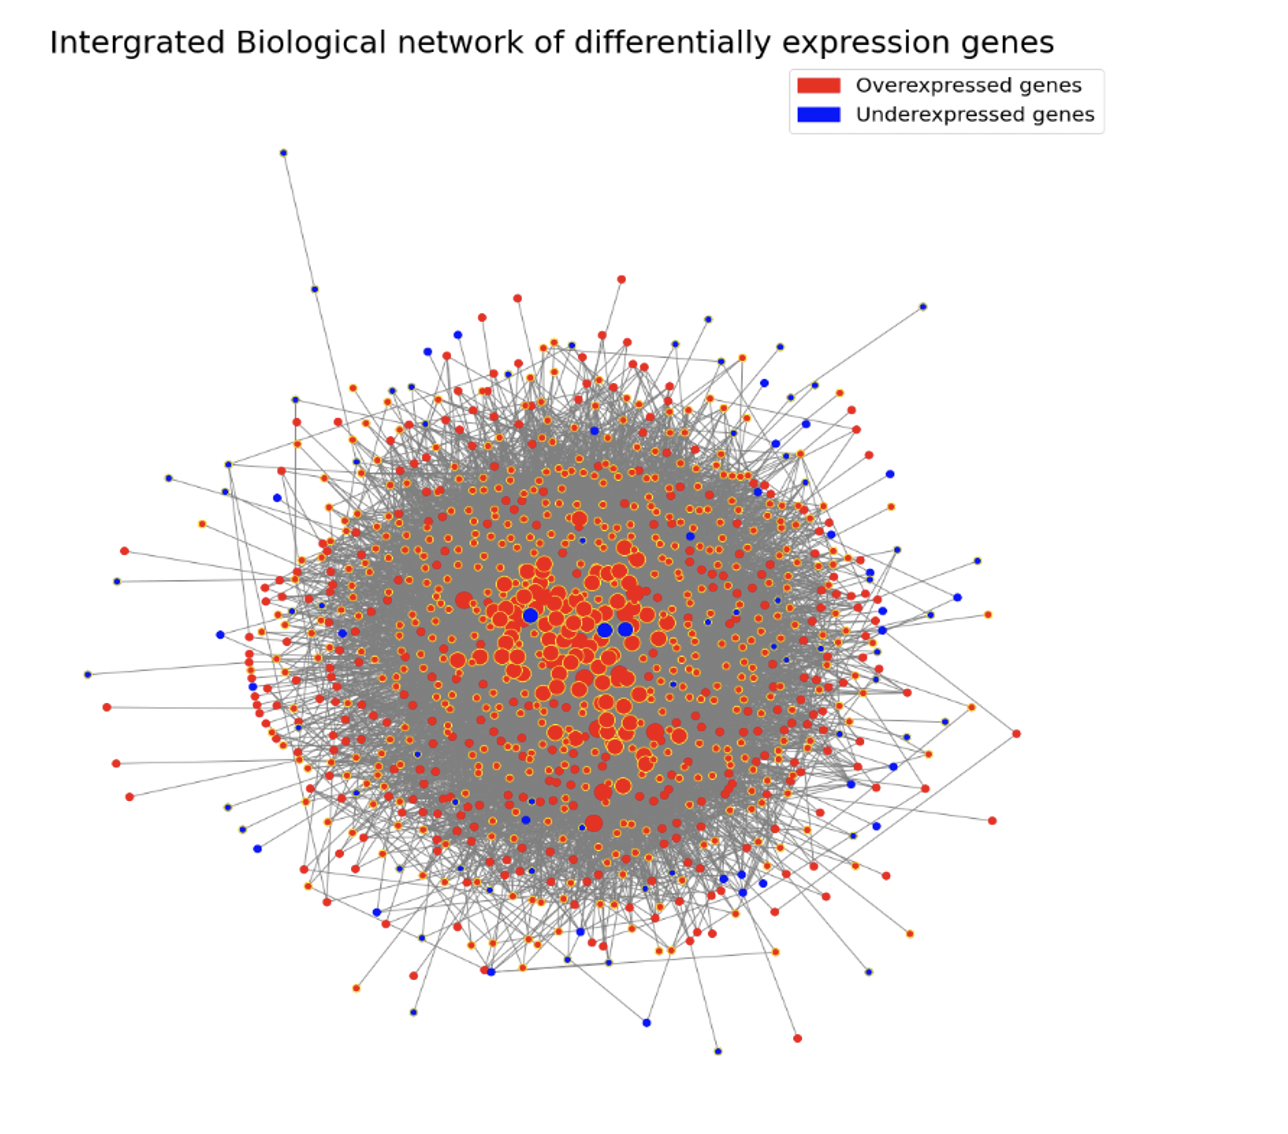 Intergrated Biological network of differentially expression genes
Overexpressed genes
Underexpressed genes